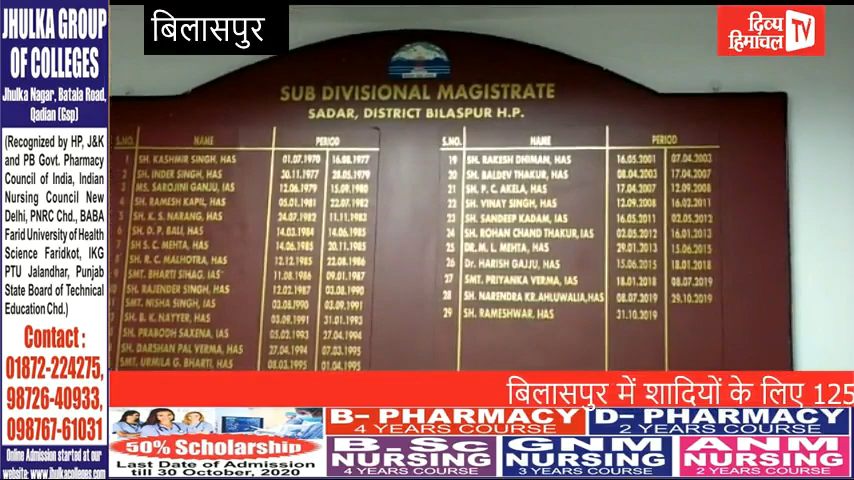 JHULKA GROUP
OF COLLEGES
Jhulka Nagar, Batala Road,
Qadian (Gsp)
(Recognized by HP, J&K
and PB Govt. Pharmacy
Council of India, Indian
Nursing Council New
Delhi, PNRC Chd., BABA
Farid University of Health
Science Faridkot, IKG
PTU Jalandhar, Punjab
State Board of Technical
Education Chd.)
Contact :
01872-224275,
98726-40933,
098767-61031
Online Admission started at our
website: www.jhulkacolleges.com
बिलासपुर
दिव्य
हिमाचल TV
SUB DIVISIONAL MAGISTRATE
SADAR, DISTRICT BILASPUR H.P.
S.NO. NAME PERIOD
1 SH. KASHMIR SINGH, HAS 01.07.1970 16.08.1977
2 SH. INDER SINGH, HAS 30.11.1977 28.05.1979
3 MS. SAROJINI GANJU, IAS 12.06.1979 15.09.1980
4 SH. RAMESH KAPIL, HAS 05.01.1981 22.07.1982
5 SH. K. S. NARANG, HAS 24.07.1982 11.11.1983
6 SH. D. P. BALI, HAS 14.03.1984 14.06.1985
7 SH S. C. MEHTA, HAS 14.06.1985 20.11.1985
8 SH. R. C. MALHOTRA, HAS 12.12.1985 22.08.1986
9 SMT. BHARTI SIHAG, IAS 11.08.1986 09.01.1987
SH. RAJENDER SINGH, HAS 12.02.1987 03.08.1990
SMT. NISHA SINGH, IAS 03.08.1990 03.09.1991
SH. B. K. NAYYER, HAS 03.09.1991 31.01.1993
SH. PRABODH SAXENA, IAS 05.02.1993 27.04.1994
SH. DARSHAN PAL VERMA, HAS 27.04.1994 07.03.1995
SMT. URMILA G. BHARTI, HAS 08.03.1995 01.04.1995
S.NO. NAME PERIOD
19 SH. RAKESH DHIMAN, HAS 16.05.2001 07.04.2003
20 SH. BALDEV THAKUR, HAS 08.04.2003 17.04.2007
21 SH. P. C. AKELA, HAS 17.04.2007 12.09.2008
22 SH. VINAY SINGH, HAS 12.09.2008 16.02.2011
23 SH. SANDEEP KADAM, IAS 16.05.2011 02.05.2012
24 SH. ROHAN CHAND THAKUR, IAS 02.05.2012 16.01.2013
25 DR. M. L. MEHTA, HAS 29.01.2013 15.06.2015
26 Dr. HARISH GAJJU, HAS 15.06.2015 18.01.2018
27 SMT. PRIYANKA VERMA, IAS 18.01.2018 08.07.2019
28 SH. NARENDRA KR. AHLUWALIA, HAS 08.07.2019 29.10.2019
29 SH. RAMESHWAR, HAS 31.10.2019
बिलासपुर में शादियों के लिए 125
50% Scholarship
Last Date of Admission
till 30 October, 2020
B- PHARMACY
4 YEARS COURSE
D- PHARMACY
2 YEARS COURSE
B.Sc
NURSING
4 YEARS COURSE
GNM
NURSING
3 YEARS COURSE
ANM
NURSING
2 YEARS COURSE